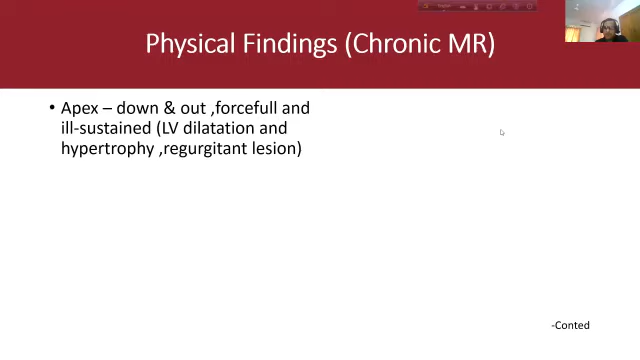 Physical Findings (Chronic MR)
• Apex – down & out ,forcefull and
ill-sustained (LV dilatation and
hypertrophy ,regurgitant lesion)
-Conted